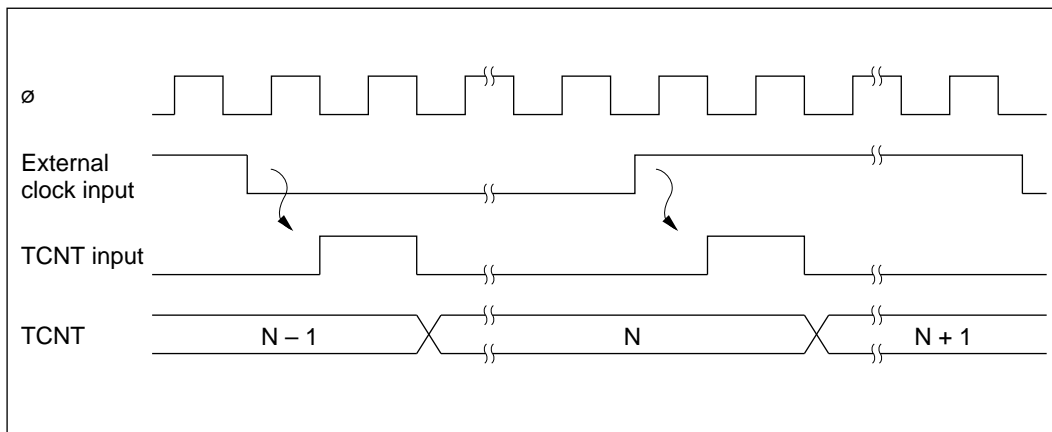 ø
External
clock input
TCNT input
TCNT
N – 1
N
N + 1